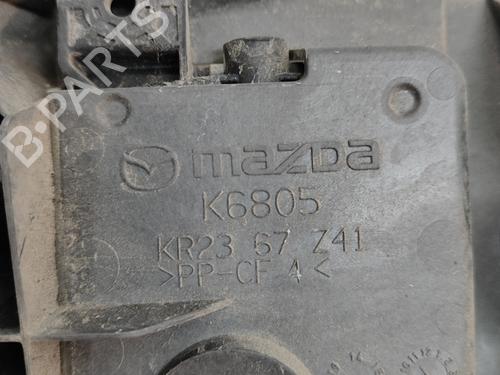 B-PARTS
mazda
K6805
KR23 67 Z41
>PP-CF 4<